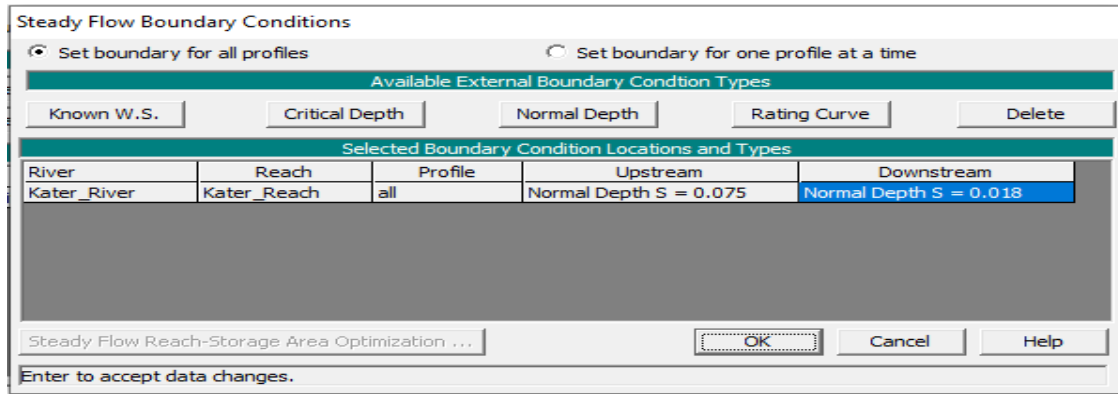 Steady Flow Boundary Conditions
Set boundary for all profiles Set boundary for one profile at a time
Available External Boundary Condtion Types
Known W.S. Critical Depth Normal Depth Rating Curve Delete
Selected Boundary Condition Locations and Types
River Reach Profile Upstream Downstream
Kater_River Kater_Reach all Normal Depth S = 0.075 Normal Depth S = 0.018
Steady Flow Reach-Storage Area Optimization ... OK Cancel Help
Enter to accept data changes.